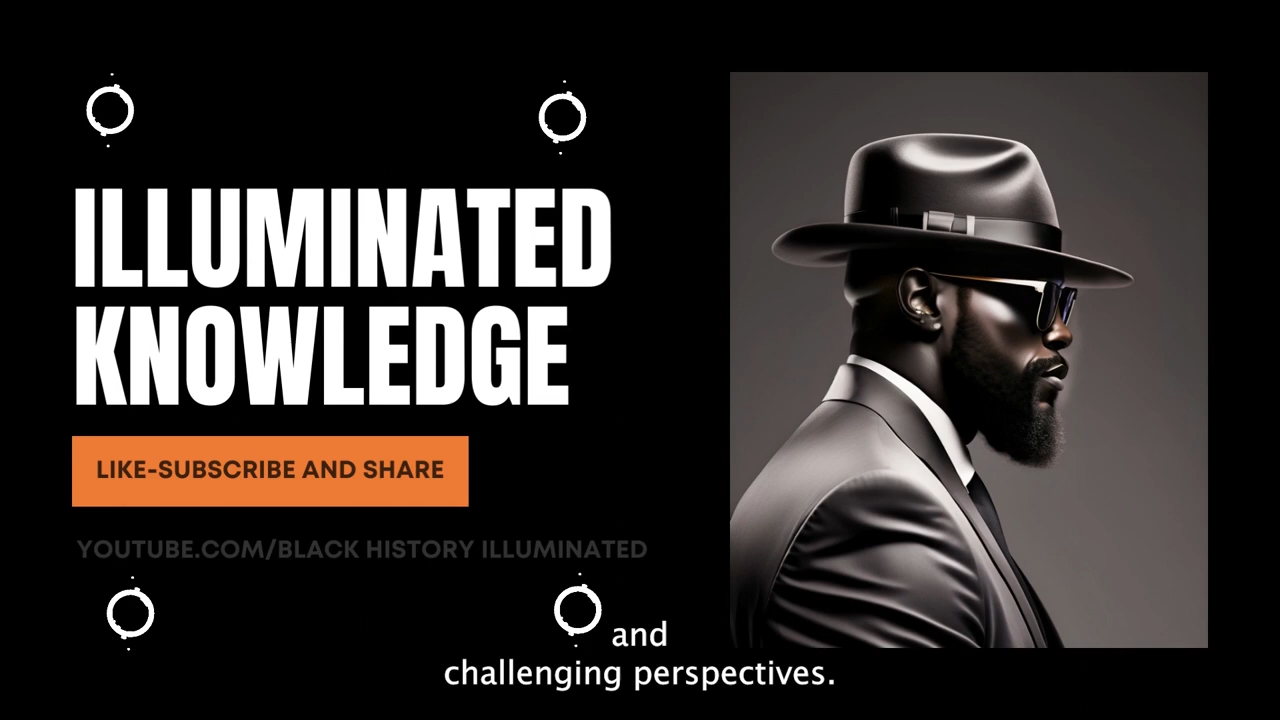 ILLUMINATED
KNOWLEDGE
LIKE-SUBSCRIBE AND SHARE
YOUTUBE.COM/BLACK HISTORY ILLUMINATED
and
challenging perspectives.